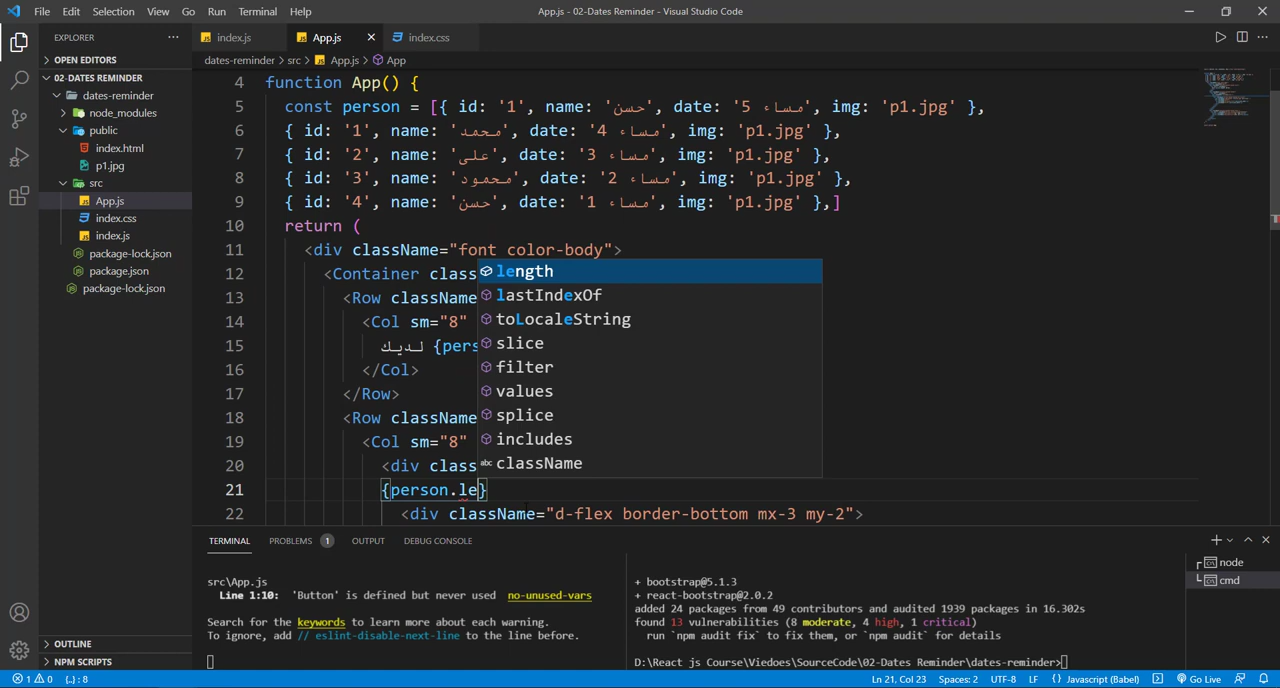 File Edit Selection View Go Run Terminal Help
App.js - 02-Dates Reminder - Visual Studio Code
EXPLORER
OPEN EDITORS
02-DATES REMINDER
dates-reminder
node_modules
public
index.html
p1.jpg
src
App.js
index.css
index.js
package-lock.json
package.json
package-lock.json
OUTLINE
NPM SCRIPTS
index.js App.js index.css
dates-reminder > src > App.js > App
4 function App() {
5 const person = [{ id: '1', name: 'حسن', date: '5 مساء', img: 'p1.jpg' },
6 { id: '1', name: 'محمد', date: '4 مساء', img: 'p1.jpg' },
7 { id: '2', name: 'على', date: '3 مساء', img: 'p1.jpg' },
8 { id: '3', name: 'محمود', date: '2 مساء', img: 'p1.jpg' },
9 { id: '4', name: 'حسن', date: '1 مساء', img: 'p1.jpg' },]
10 return (
11 <div className="font color-body">
12 <Container class
13 <Row className
14 <Col sm="8"
15 لديك {pers
16 </Col>
17 </Row>
18 <Row className
19 <Col sm="8"
20 <div class
21 {person.le}
22 <div className="d-flex border-bottom mx-3 my-2">
length
lastIndexOf
toLocaleString
slice
filter
values
splice
includes
abc className
TERMINAL PROBLEMS 1 OUTPUT DEBUG CONSOLE
src\App.js
Line 1:10: 'Button' is defined but never used no-unused-vars
Search for the keywords to learn more about each warning.
To ignore, add // eslint-disable-next-line to the line before.
+ bootstrap@5.1.3
+ react-bootstrap@2.0.2
added 24 packages from 49 contributors and audited 1939 packages in 16.302s
found 13 vulnerabilities (8 moderate, 4 high, 1 critical)
run `npm audit fix` to fix them, or `npm audit` for details
D:\React js Course\Viedoes\SourceCode\02-Dates Reminder\dates-reminder>
node
cmd
1 0 {..} : 8
Ln 21, Col 23 Spaces: 2 UTF-8 LF {} Javascript (Babel) Go Live